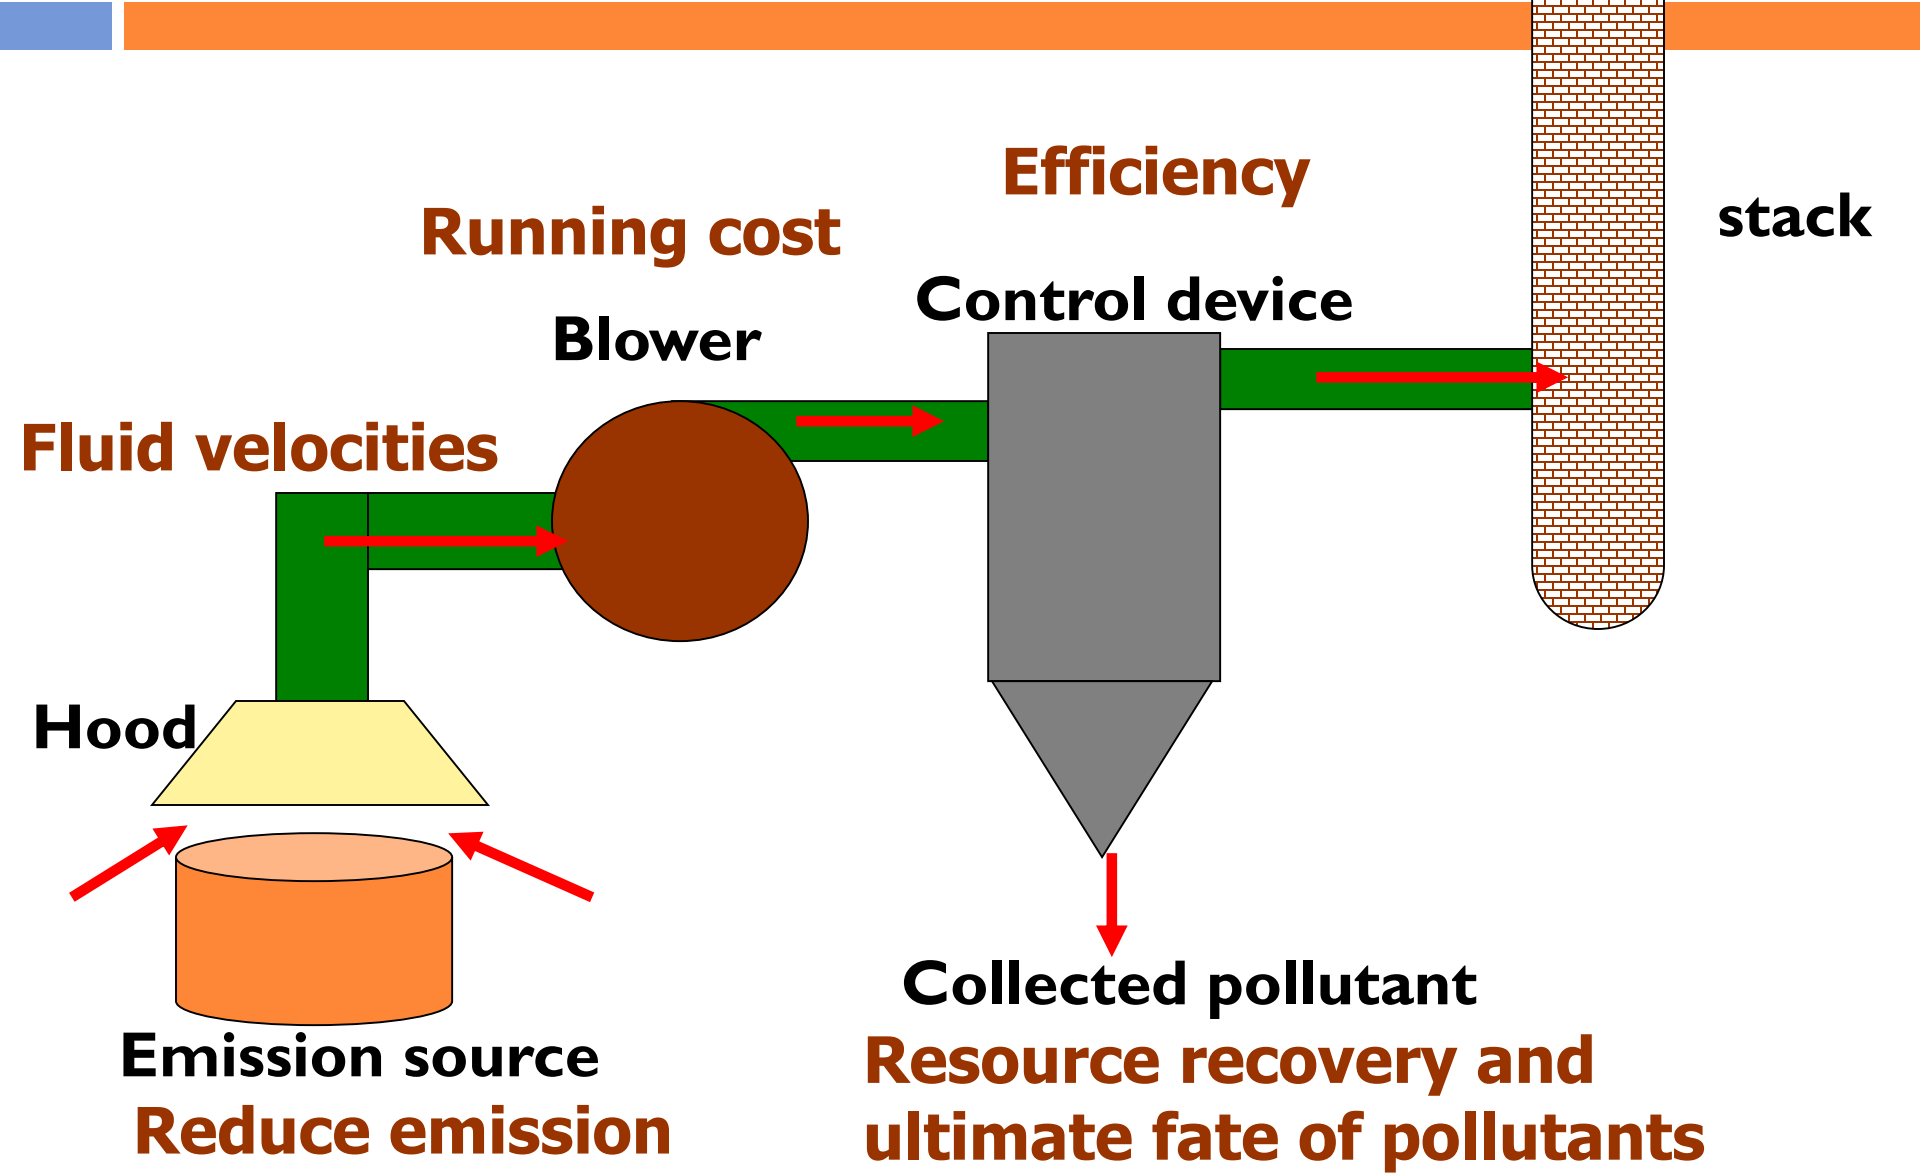 Efficiency
Running cost
stack
Control device
Blower
Fluid velocities
Hood
Collected pollutant
Emission source
Resource recovery and
Reduce emission
ultimate fate of pollutants